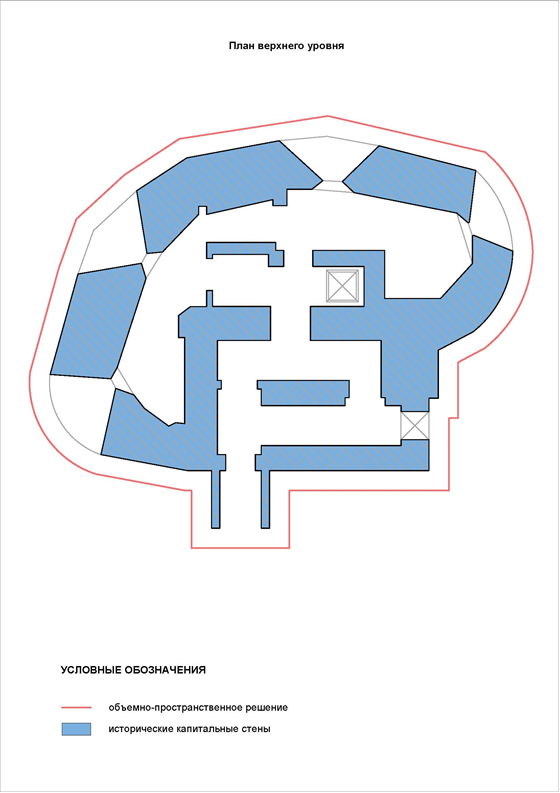 План верхнего уровня
УСЛОВНЫЕ ОБОЗНАЧЕНИЯ
объемно-пространственное решение
исторические капитальные стены